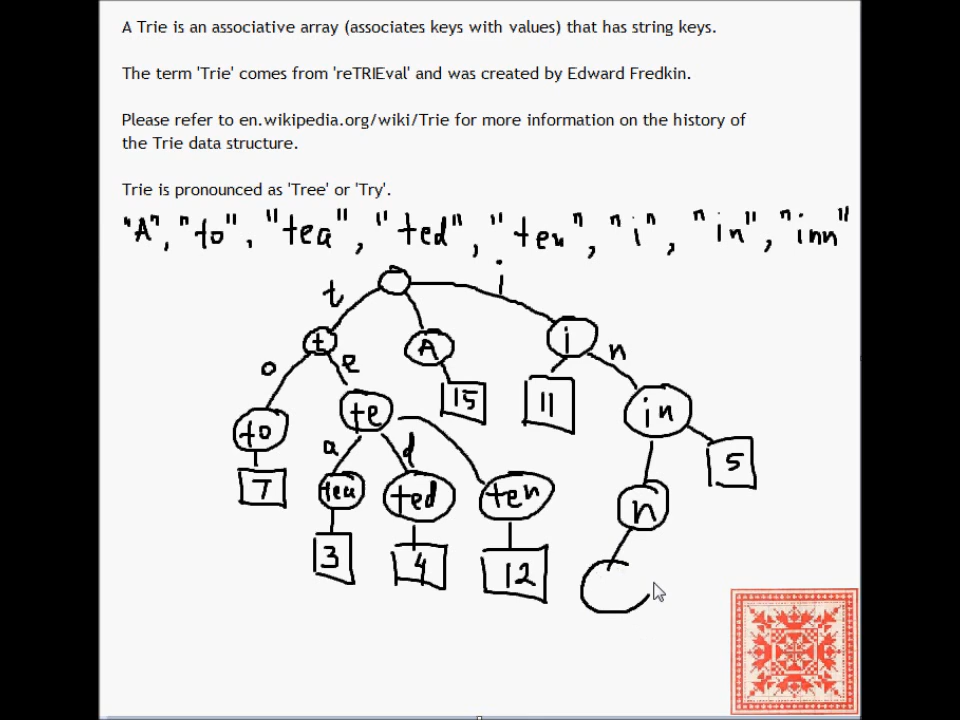 A Trie is an associative array (associates keys with values) that has string keys.
The term 'Trie' comes from 'reTRIEval' and was created by Edward Fredkin.
Please refer to en.wikipedia.org/wiki/Trie for more information on the history of
the Trie data structure.
Trie is pronounced as 'Tree' or 'Try'.
"A", "to", "tea", "ted", "ten", "i", "in", "inn"
t i
t A i
o e n
15 11
to te in
a d
7 tea ted ten 5
n
3 4 12